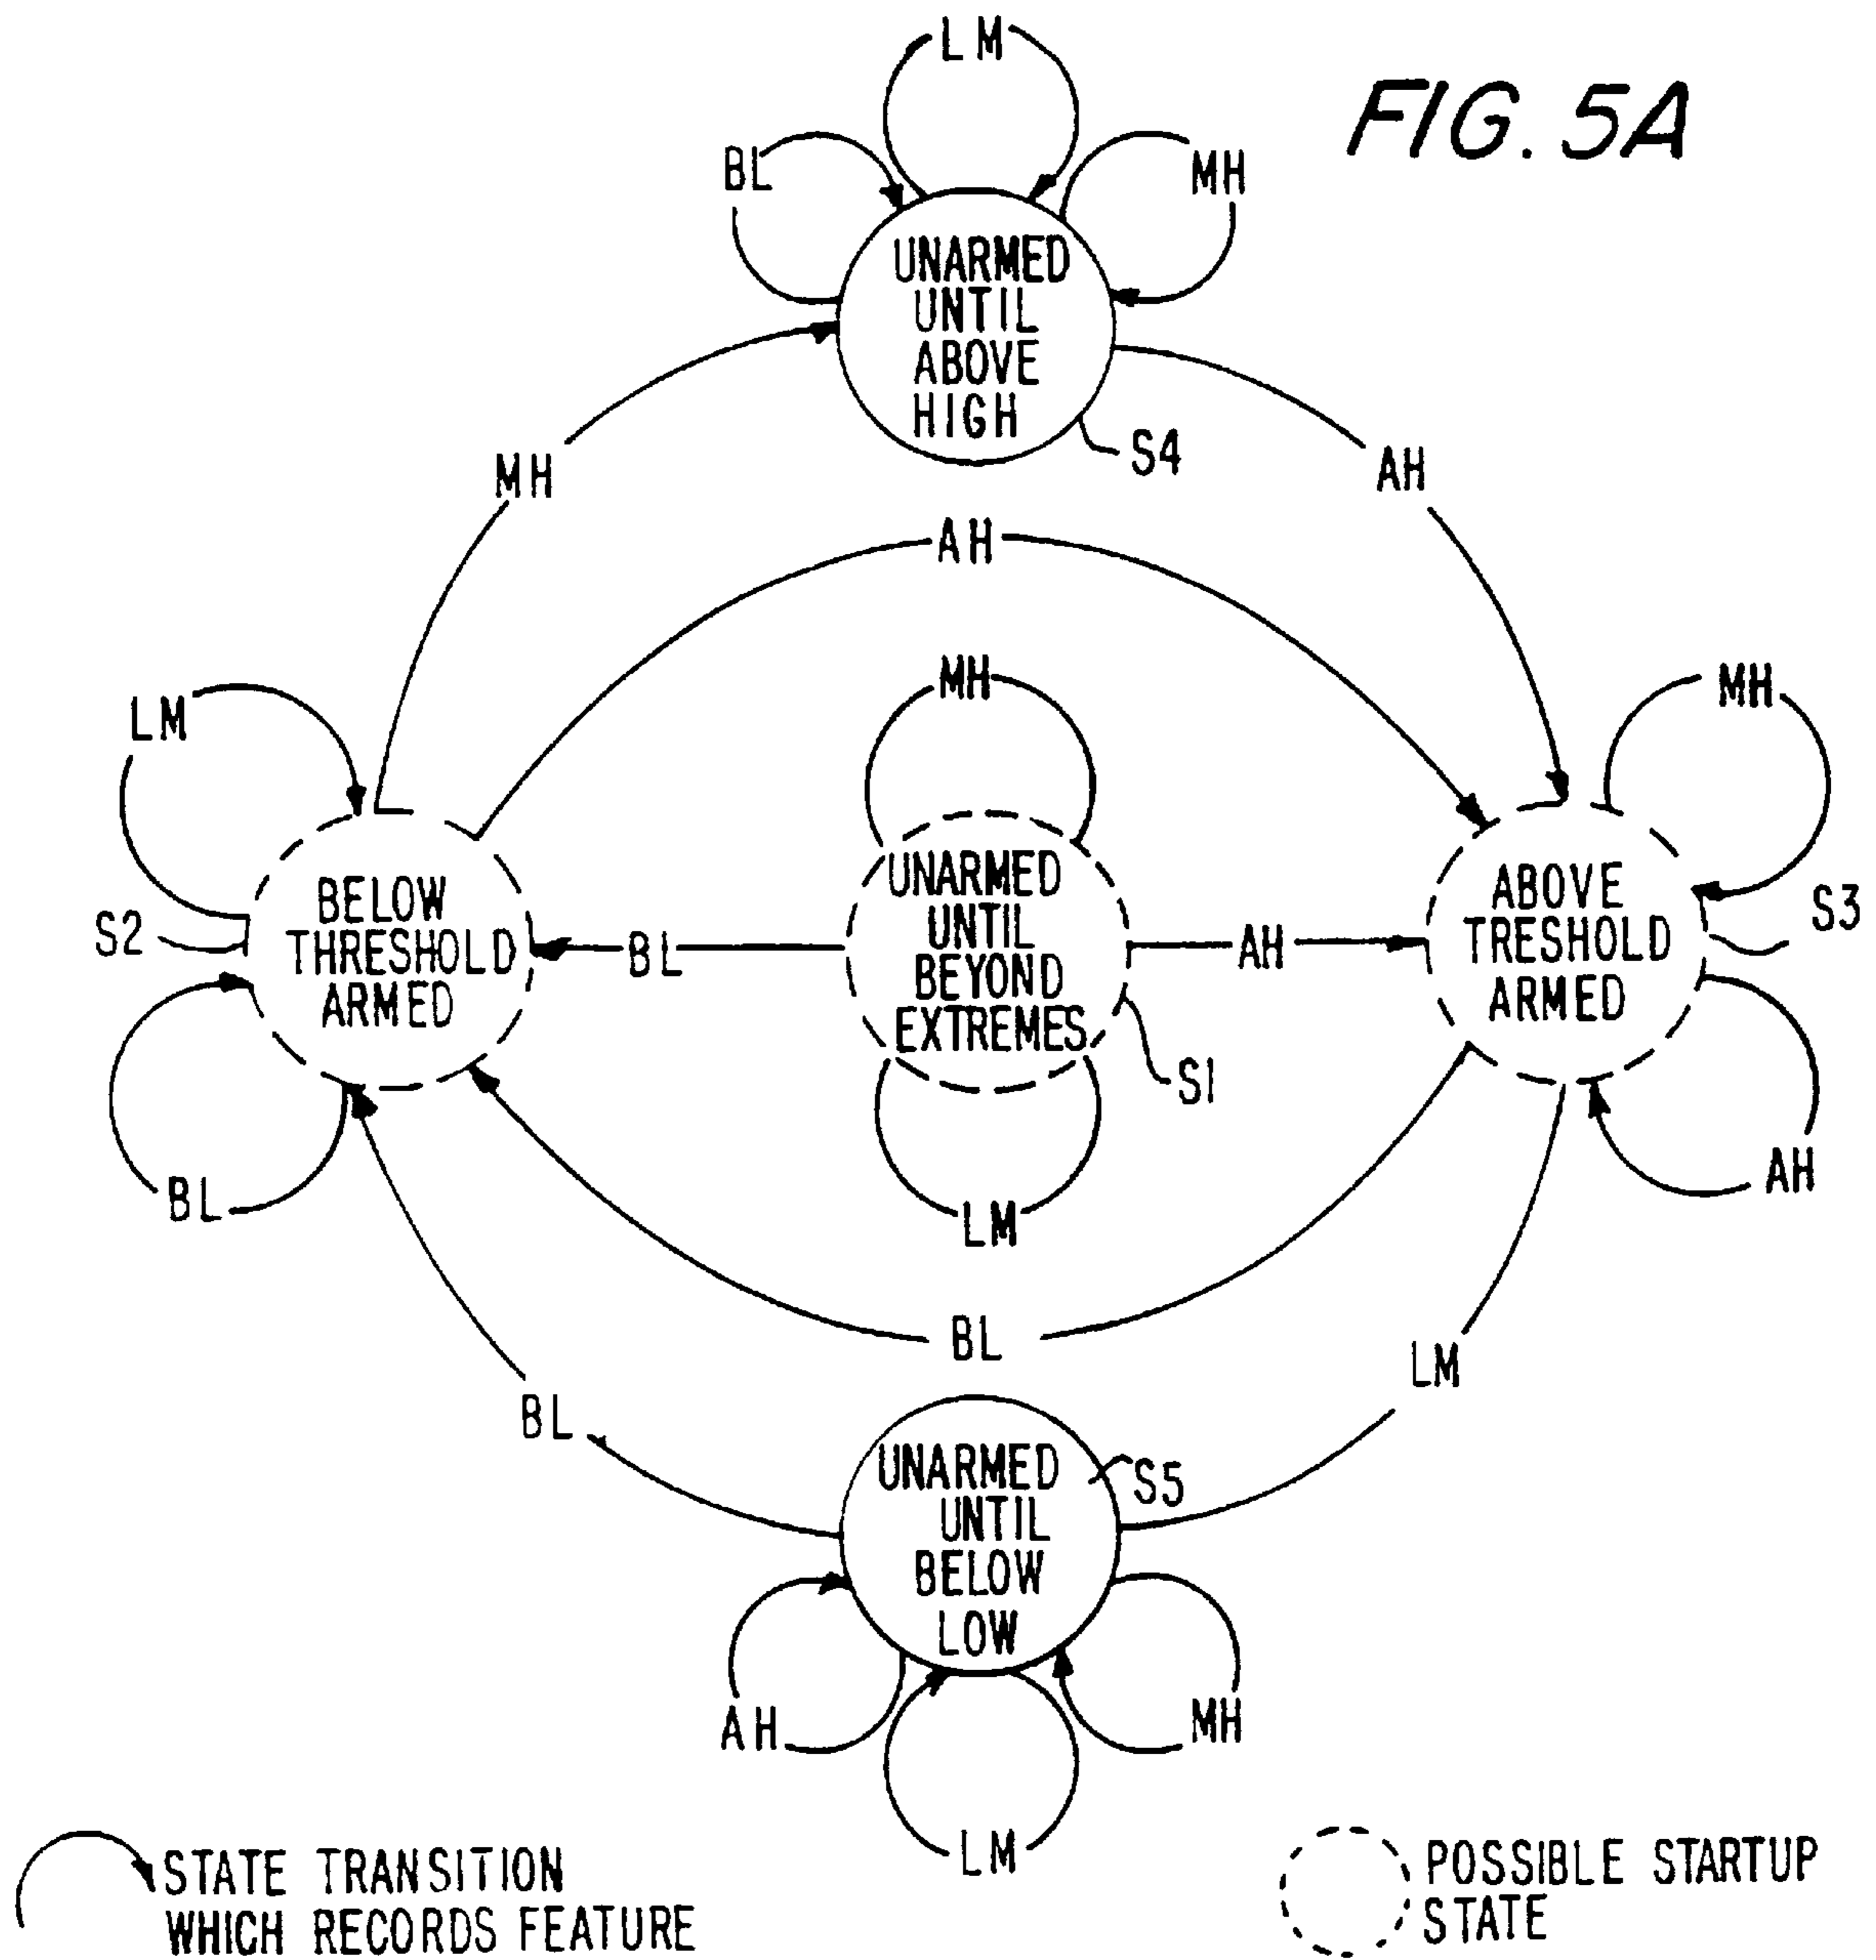 FIG. 5A
LM
BL
MH
UNARMED
UNTIL
ABOVE
HIGH
S4
MH
AH
AH
LM
MH
MH
BELOW
THRESHOLD
ARMED
S2
BL
UNARMED
UNTIL
BEYOND
EXTREMES
S1
AH
ABOVE
TRESHOLD
ARMED
S3
BL
LM
AH
BL
LM
BL
UNARMED
UNTIL
BELOW
LOW
S5
AH
MH
LM
STATE TRANSITION
WHICH RECORDS FEATURE
POSSIBLE STARTUP
STATE